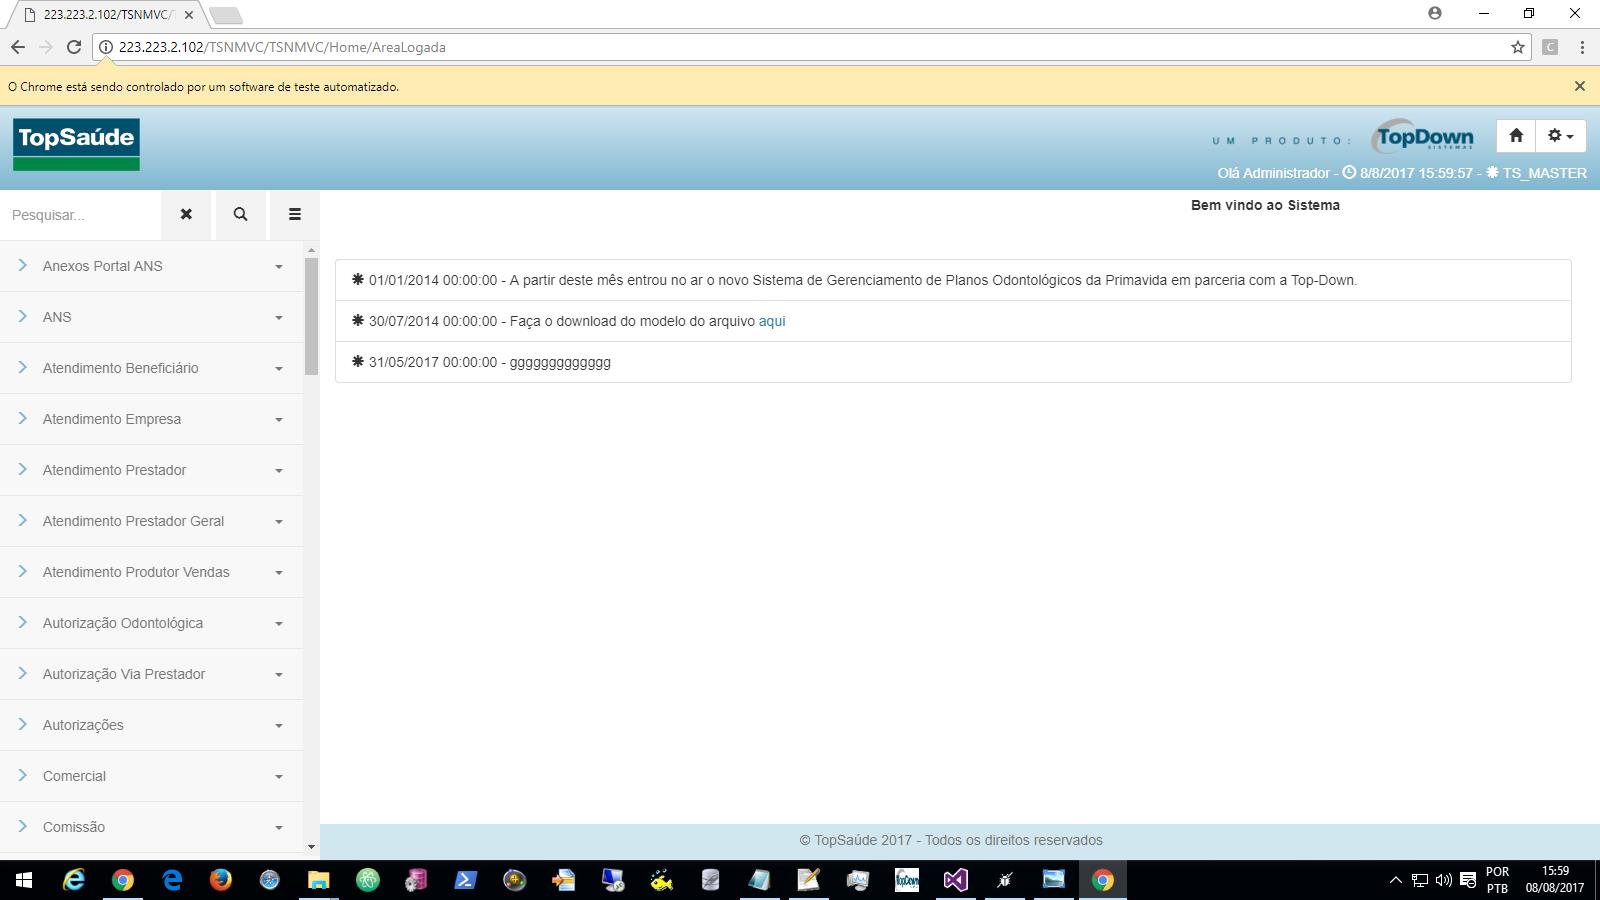 223.223.2.102/TSNMVC/T
223.223.2.102/TSNMVC/TSNMVC/Home/AreaLogada
C
O Chrome está sendo controlado por um software de teste automatizado.
TopSaúde
UM PRODUTO:
TopDown
SISTEMAS
Olá Administrador - 8/8/2017 15:59:57 - TS_MASTER
Pesquisar...
Bem vindo ao Sistema
Anexos Portal ANS
ANS
Atendimento Beneficiário
Atendimento Empresa
Atendimento Prestador
Atendimento Prestador Geral
Atendimento Produtor Vendas
Autorização Odontológica
Autorização Via Prestador
Autorizações
Comercial
Comissão
01/01/2014 00:00:00 - A partir deste mês entrou no ar o novo Sistema de Gerenciamento de Planos Odontológicos da Primavida em parceria com a Top-Down.
30/07/2014 00:00:00 - Faça o download do modelo do arquivo aqui
31/05/2017 00:00:00 - ggggggggggggg
© TopSaúde 2017 - Todos os direitos reservados
TopDown
POR
PTB
15:59
08/08/2017